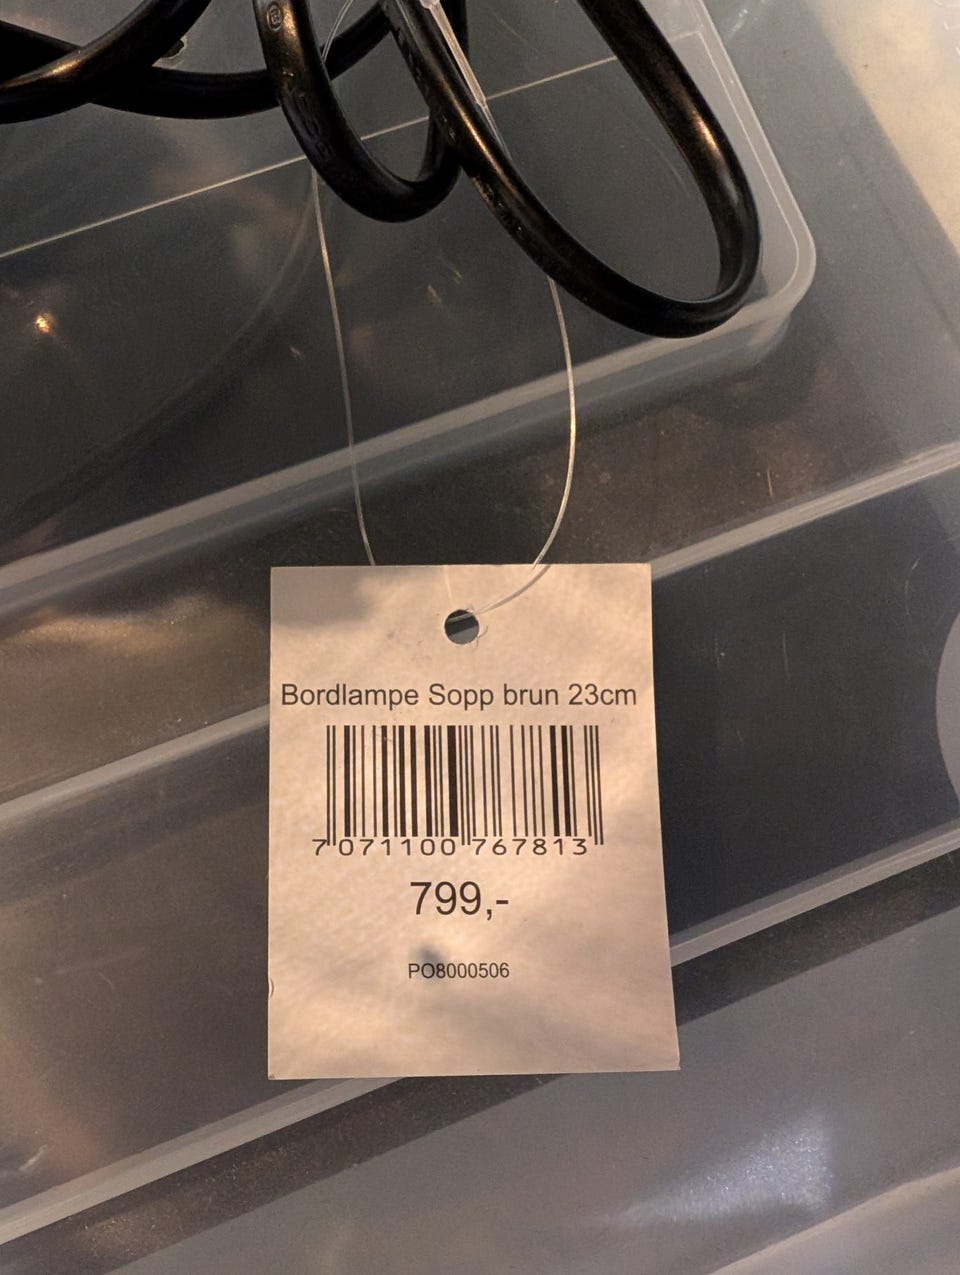 Bordlampe Sopp brun 23cm
7 071100 767813
799,-
PO8000506